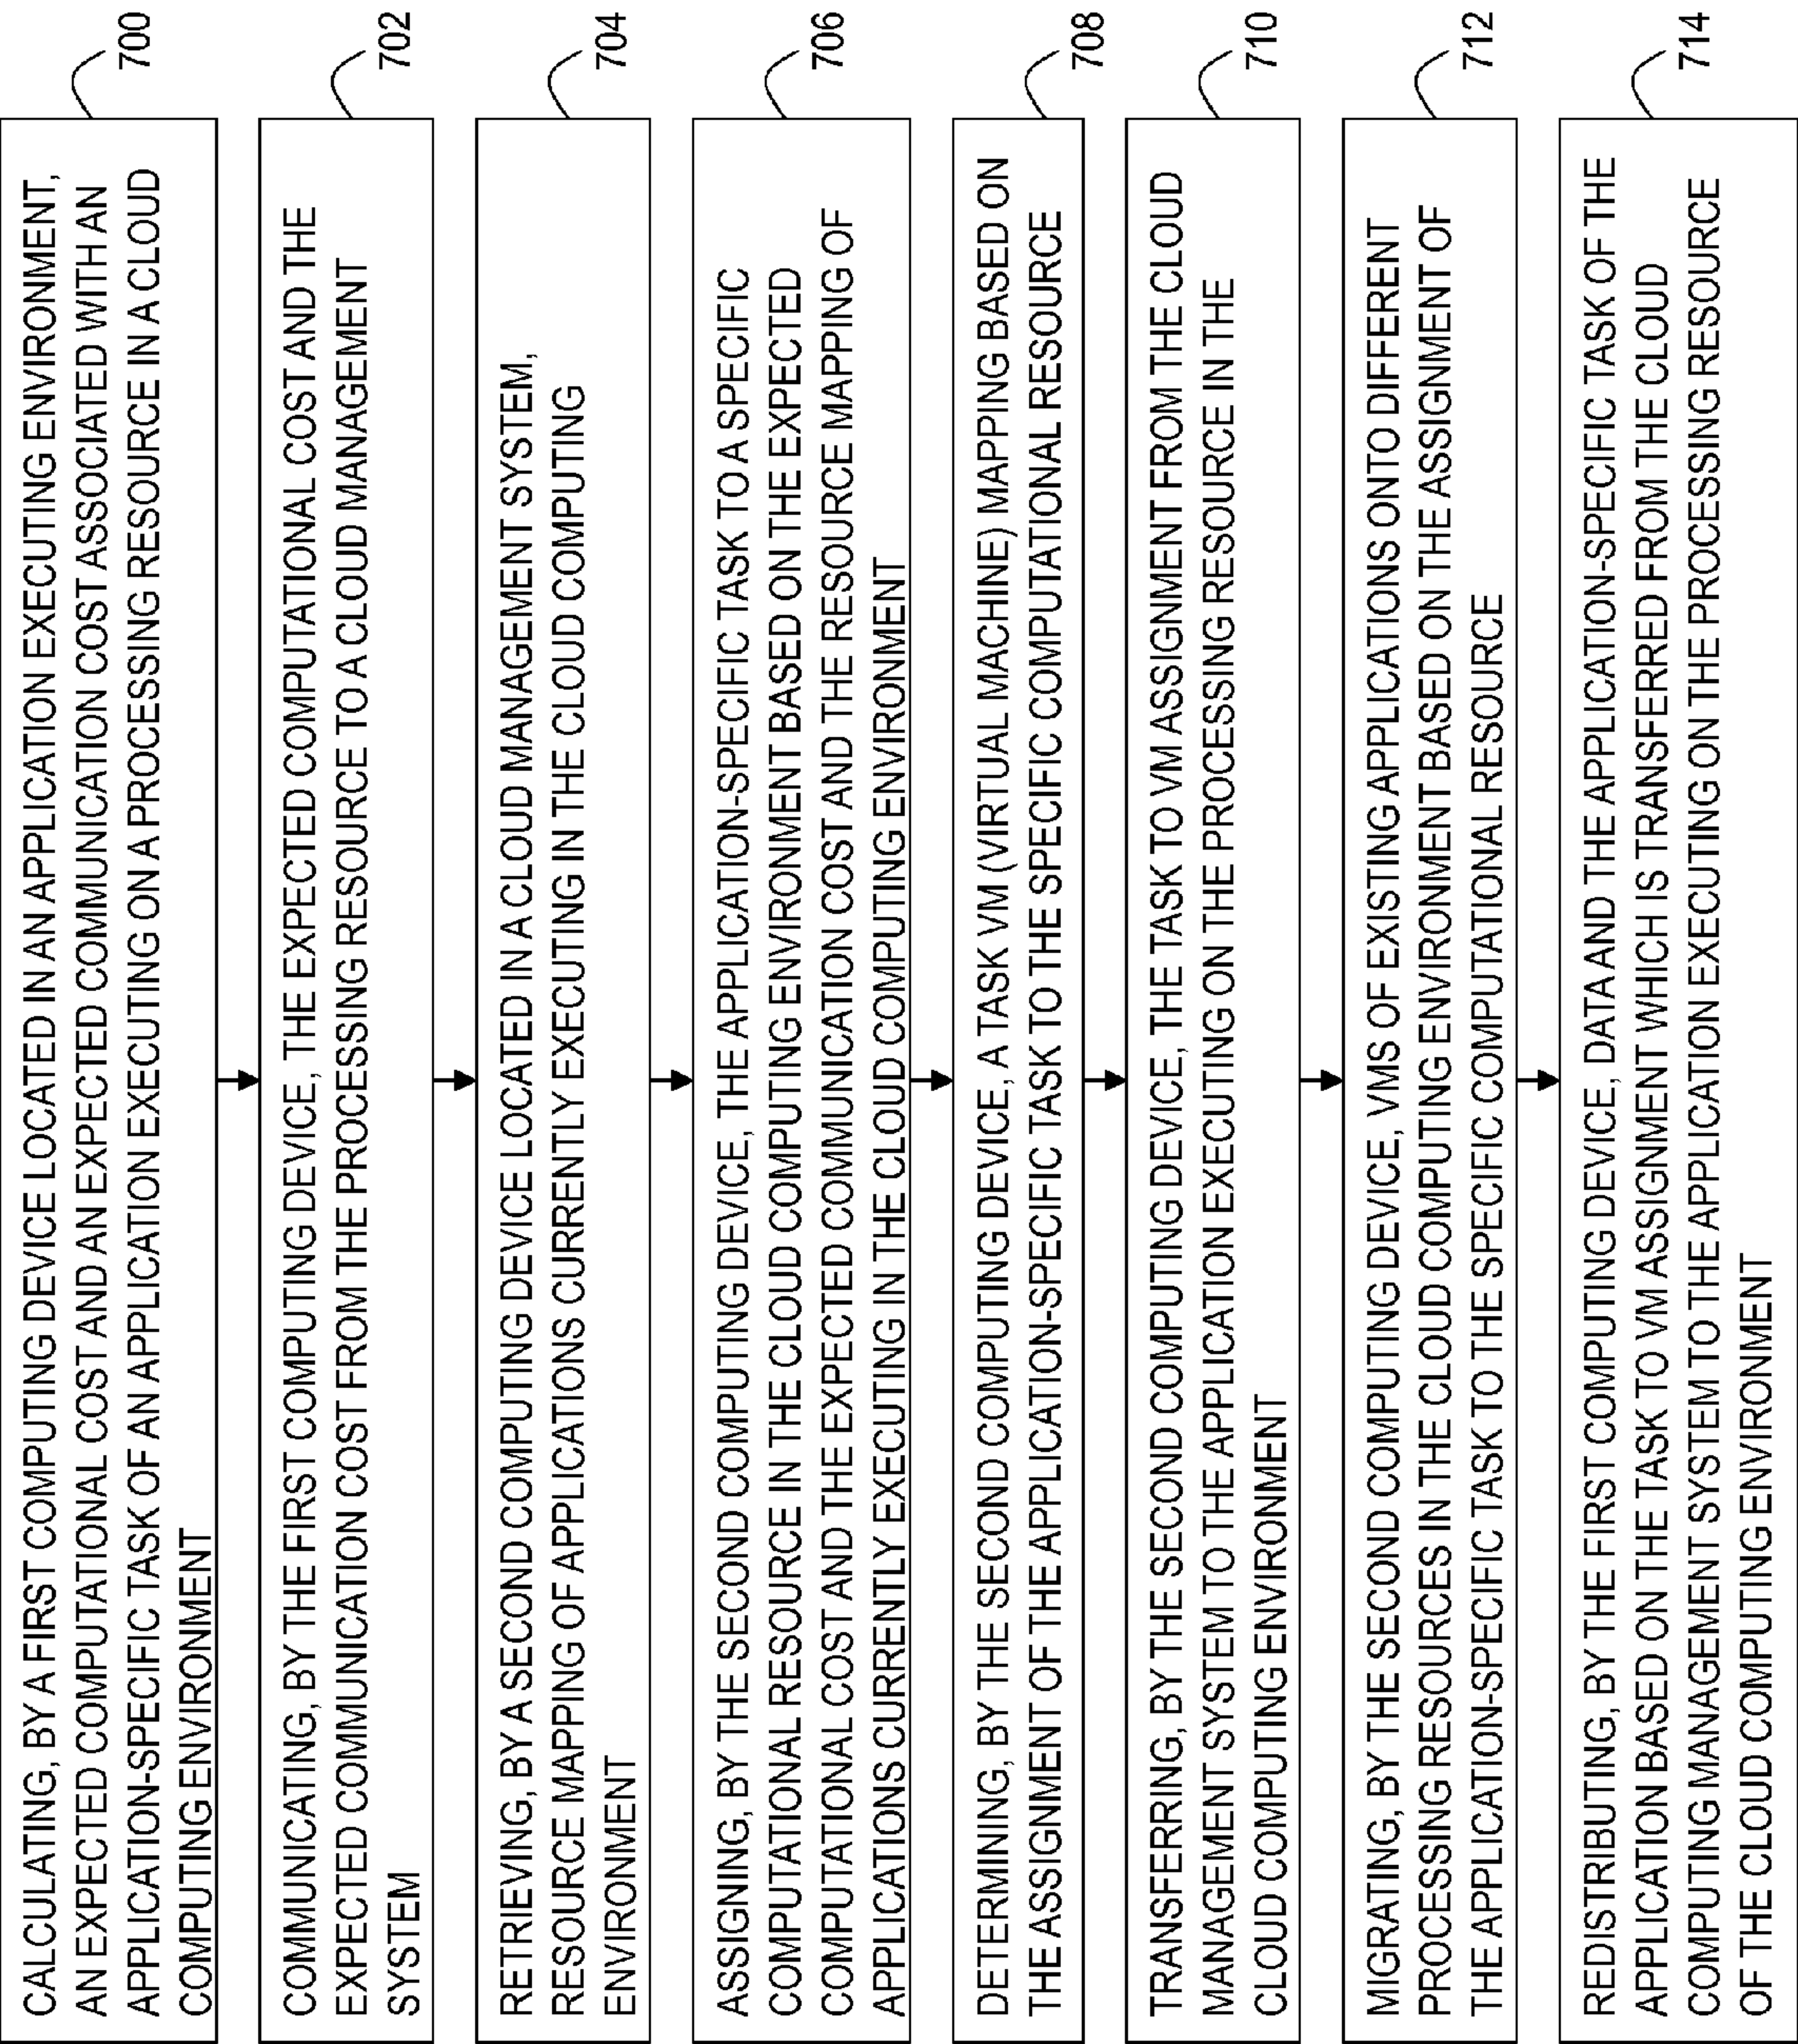 CALCULATING, BY A FIRST COMPUTING DEVICE LOCATED IN AN APPLICATION EXECUTING ENVIRONMENT,
AN EXPECTED COMPUTATIONAL COST AND AN EXPECTED COMMUNICATION COST ASSOCIATED WITH AN
APPLICATION-SPECIFIC TASK OF AN APPLICATION EXECUTING ON A PROCESSING RESOURCE IN A CLOUD
COMPUTING ENVIRONMENT
700
COMMUNICATING, BY THE FIRST COMPUTING DEVICE, THE EXPECTED COMPUTATIONAL COST AND THE
EXPECTED COMMUNICATION COST FROM THE PROCESSING RESOURCE TO A CLOUD MANAGEMENT
SYSTEM
702
RETRIEVING, BY A SECOND COMPUTING DEVICE LOCATED IN A CLOUD MANAGEMENT SYSTEM,
RESOURCE MAPPING OF APPLICATIONS CURRENTLY EXECUTING IN THE CLOUD COMPUTING
ENVIRONMENT
704
ASSIGNING, BY THE SECOND COMPUTING DEVICE, THE APPLICATION-SPECIFIC TASK TO A SPECIFIC
COMPUTATIONAL RESOURCE IN THE CLOUD COMPUTING ENVIRONMENT BASED ON THE EXPECTED
COMPUTATIONAL COST AND THE EXPECTED COMMUNICATION COST AND THE RESOURCE MAPPING OF
APPLICATIONS CURRENTLY EXECUTING IN THE CLOUD COMPUTING ENVIRONMENT
706
DETERMINING, BY THE SECOND COMPUTING DEVICE, A TASK VM (VIRTUAL MACHINE) MAPPING BASED ON
THE ASSIGNMENT OF THE APPLICATION-SPECIFIC TASK TO THE SPECIFIC COMPUTATIONAL RESOURCE
708
TRANSFERRING, BY THE SECOND COMPUTING DEVICE, THE TASK TO VM ASSIGNMENT FROM THE CLOUD
MANAGEMENT SYSTEM TO THE APPLICATION EXECUTING ON THE PROCESSING RESOURCE IN THE
CLOUD COMPUTING ENVIRONMENT
710
MIGRATING, BY THE SECOND COMPUTING DEVICE, VMS OF EXISTING APPLICATIONS ONTO DIFFERENT
PROCESSING RESOURCES IN THE CLOUD COMPUTING ENVIRONMENT BASED ON THE ASSIGNMENT OF
THE APPLICATION-SPECIFIC TASK TO THE SPECIFIC COMPUTATIONAL RESOURCE
712
REDISTRIBUTING, BY THE FIRST COMPUTING DEVICE, DATA AND THE APPLICATION-SPECIFIC TASK OF THE
APPLICATION BASED ON THE TASK TO VM ASSIGNMENT WHICH IS TRANSFERRED FROM THE CLOUD
COMPUTING MANAGEMENT SYSTEM TO THE APPLICATION EXECUTING ON THE PROCESSING RESOURCE
OF THE CLOUD COMPUTING ENVIRONMENT
714